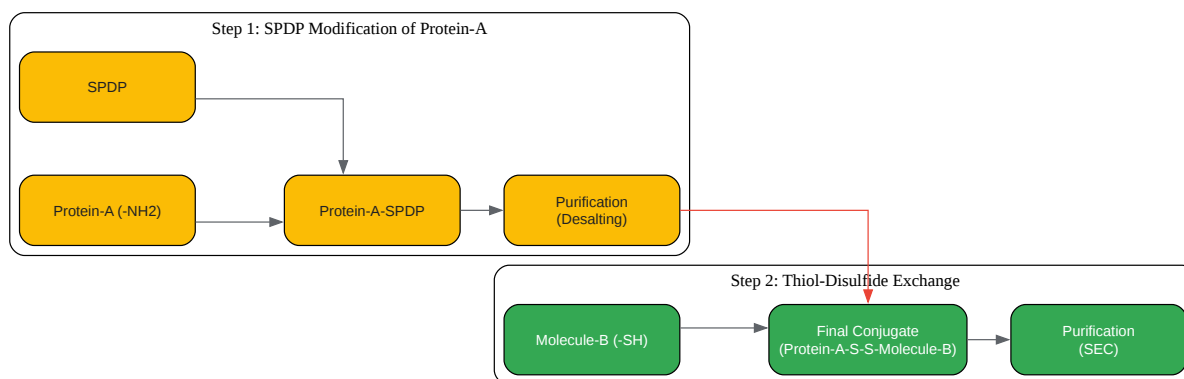 Step 1: SPDP Modification of Protein-A
SPDP
Protein-A (-NH2)
Protein-A-SPDP
Purification
(Desalting)
Step 2: Thiol-Disulfide Exchange
Molecule-B (-SH)
Final Conjugate
(Protein-A-S-S-Molecule-B)
Purification
(SEC)